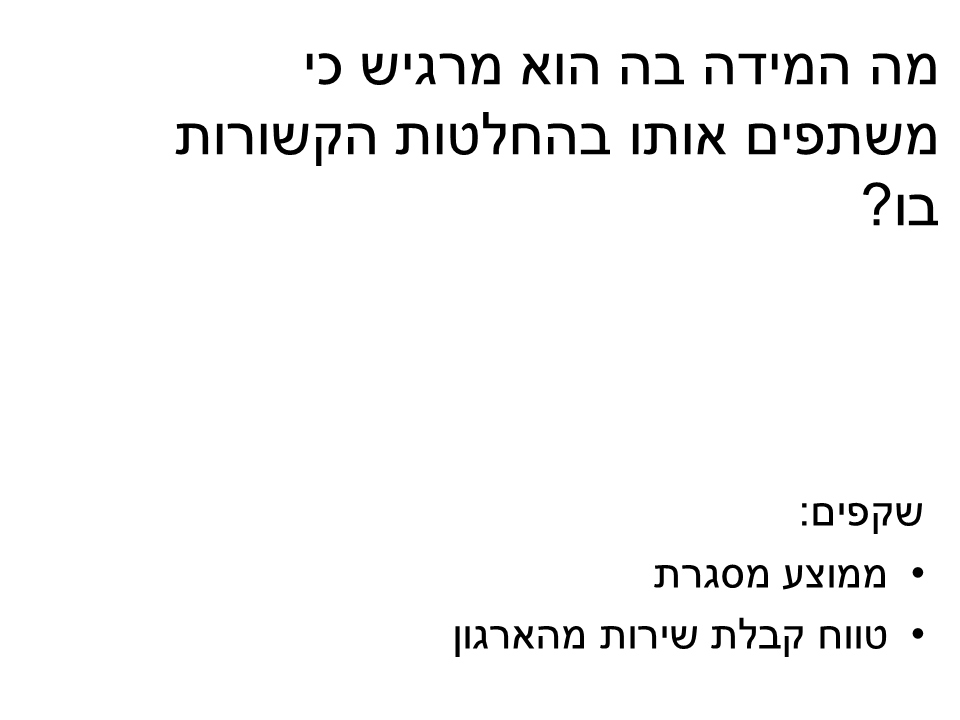 מה המידה בה הוא מרגיש כי
משתפים אותו בהחלטות הקשורות
בו?
שקפים:
• ממוצע מסגרת
• טווח קבלת שירות מהארגון